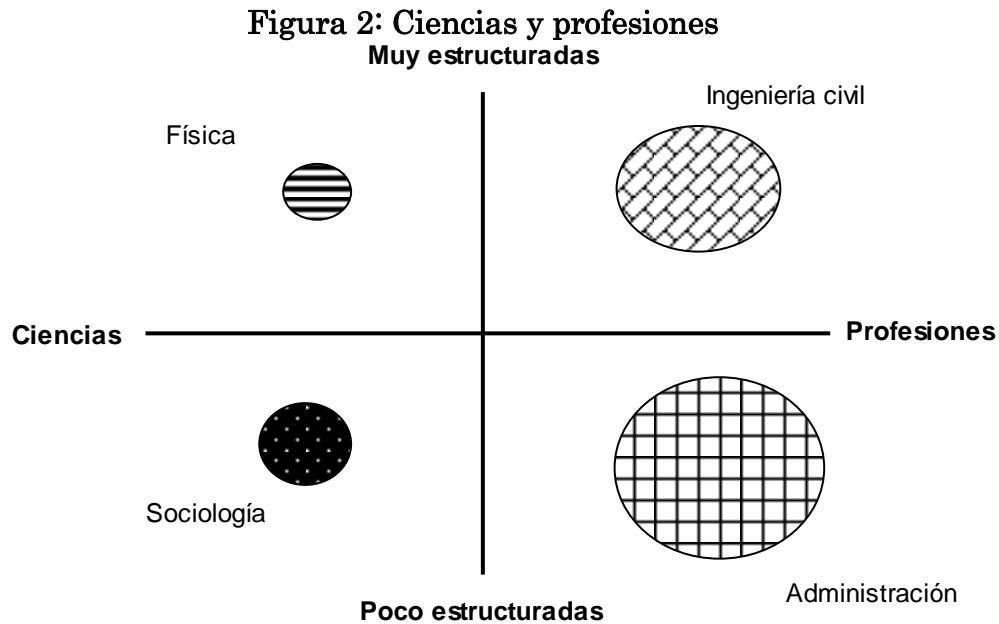 Figura 2: Ciencias y profesiones
Muy estructuradas
Ingeniería civil
Física
Ciencias
Profesiones
Sociología
Administración
Poco estructuradas